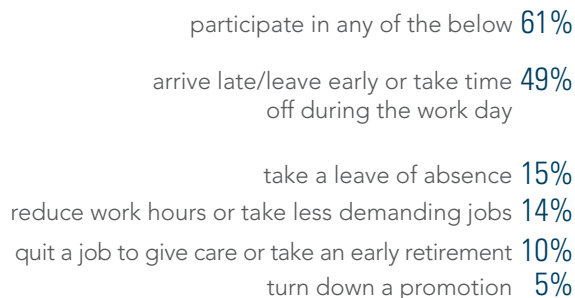 participate in any of the below 61%
arrive late/leave early or take time 49%
off during the work day
take a leave of absence 15%
reduce work hours or take less demanding jobs 14%
quit a job to give care or take an early retirement 10%
turn down a promotion 5%